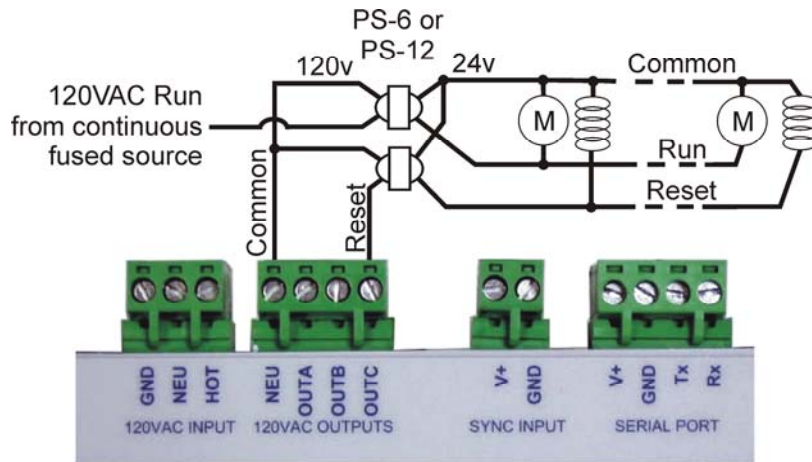 PS-6 or
PS-12
120v
24v
Common
120VAC Run
from continuous
fused source
M
M
Run
Reset
Common
Reset
GND
NEU
HOT
NEU
OUTA
OUTB
OUTC
V+
GND
V+
GND
Tx
Rx
120VAC INPUT
120VAC OUTPUTS
SYNC INPUT
SERIAL PORT